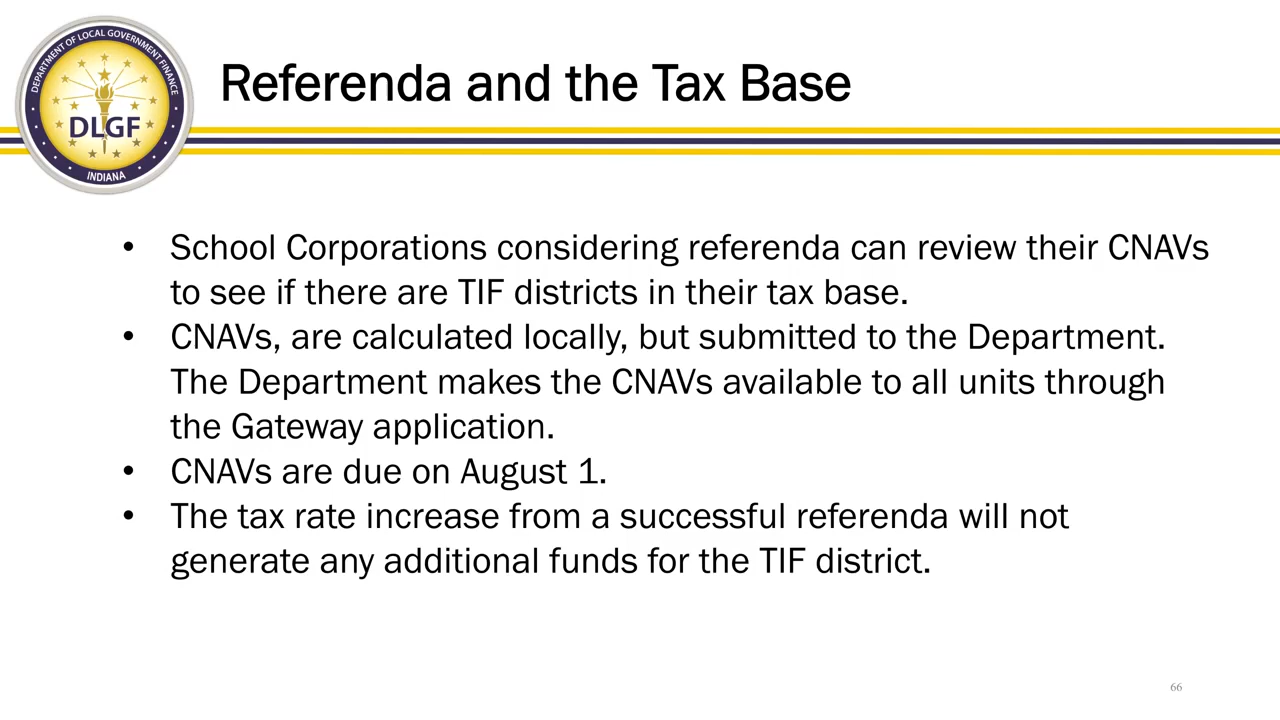 DEPARTMENT OF LOCAL GOVERNMENT FINANCE
DLGF
INDIANA
Referenda and the Tax Base
• School Corporations considering referenda can review their CNAVs
to see if there are TIF districts in their tax base.
• CNAVs, are calculated locally, but submitted to the Department.
The Department makes the CNAVs available to all units through
the Gateway application.
• CNAVs are due on August 1.
• The tax rate increase from a successful referenda will not
generate any additional funds for the TIF district.
66